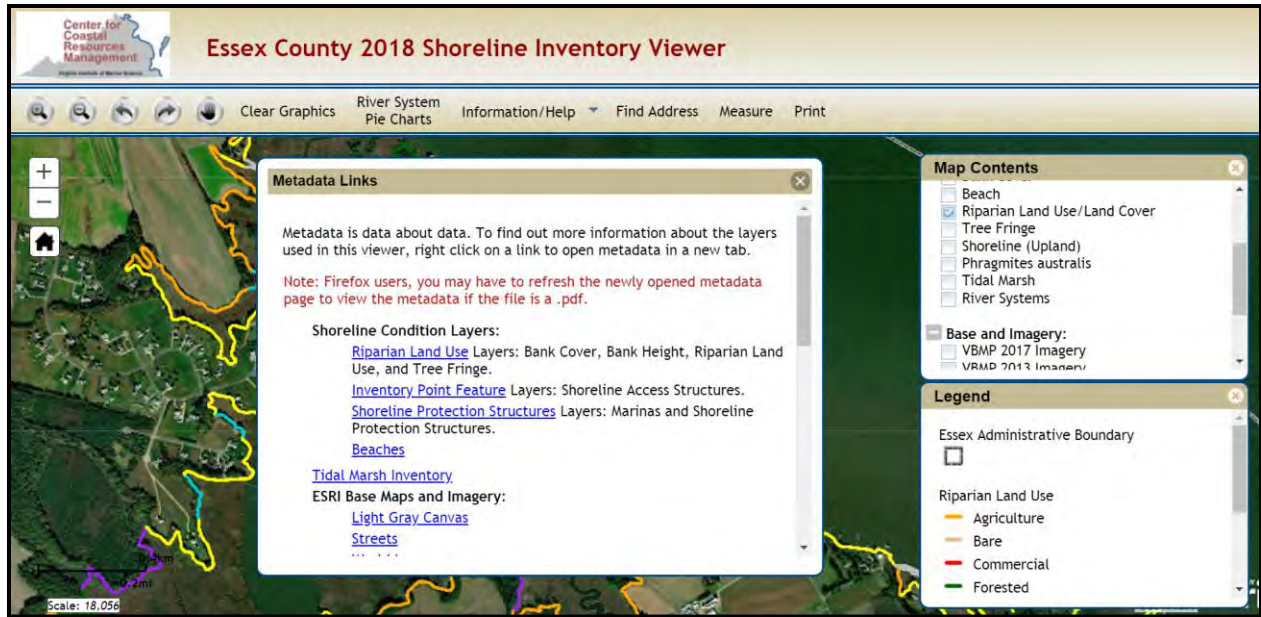 Center for
Coastal
Resources
Management
Virginia Institute of Marine Science
Essex County 2018 Shoreline Inventory Viewer
Clear Graphics
River System
Pie Charts
Information/Help
Find Address
Measure
Print
+
−
Metadata Links
Metadata is data about data. To find out more information about the layers
used in this viewer, right click on a link to open metadata in a new tab.
Note: Firefox users, you may have to refresh the newly opened metadata
page to view the metadata if the file is a .pdf.
Shoreline Condition Layers:
Riparian Land Use Layers: Bank Cover, Bank Height, Riparian Land
Use, and Tree Fringe.
Inventory Point Feature Layers: Shoreline Access Structures.
Shoreline Protection Structures Layers: Marinas and Shoreline
Protection Structures.
Beaches
Tidal Marsh Inventory
ESRI Base Maps and Imagery:
Light Gray Canvas
Streets
Map Contents
Beach
Riparian Land Use/Land Cover
Tree Fringe
Shoreline (Upland)
Phragmites australis
Tidal Marsh
River Systems
Base and Imagery:
VBMP 2017 Imagery
VBMP 2013 Imagery
Legend
Essex Administrative Boundary
Riparian Land Use
Agriculture
Bare
Commercial
Forested
Scale: 18,056